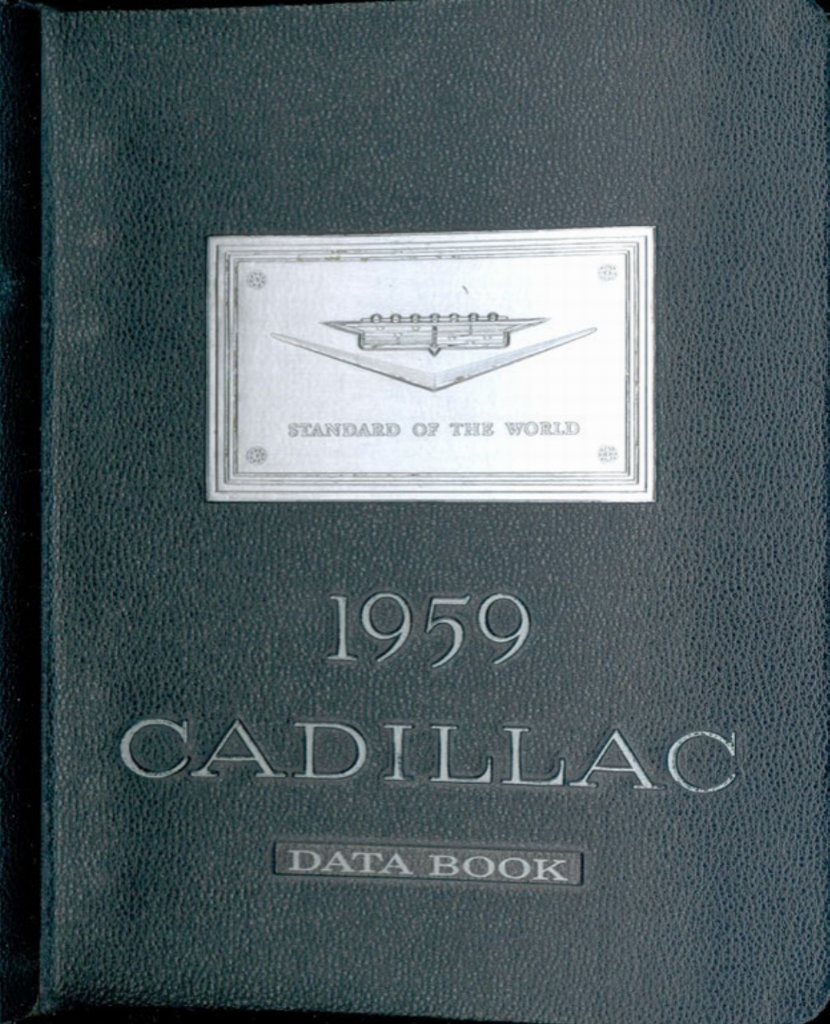 STANDARD OF THE WORLD
1959
CADILLAC
DATA BOOK